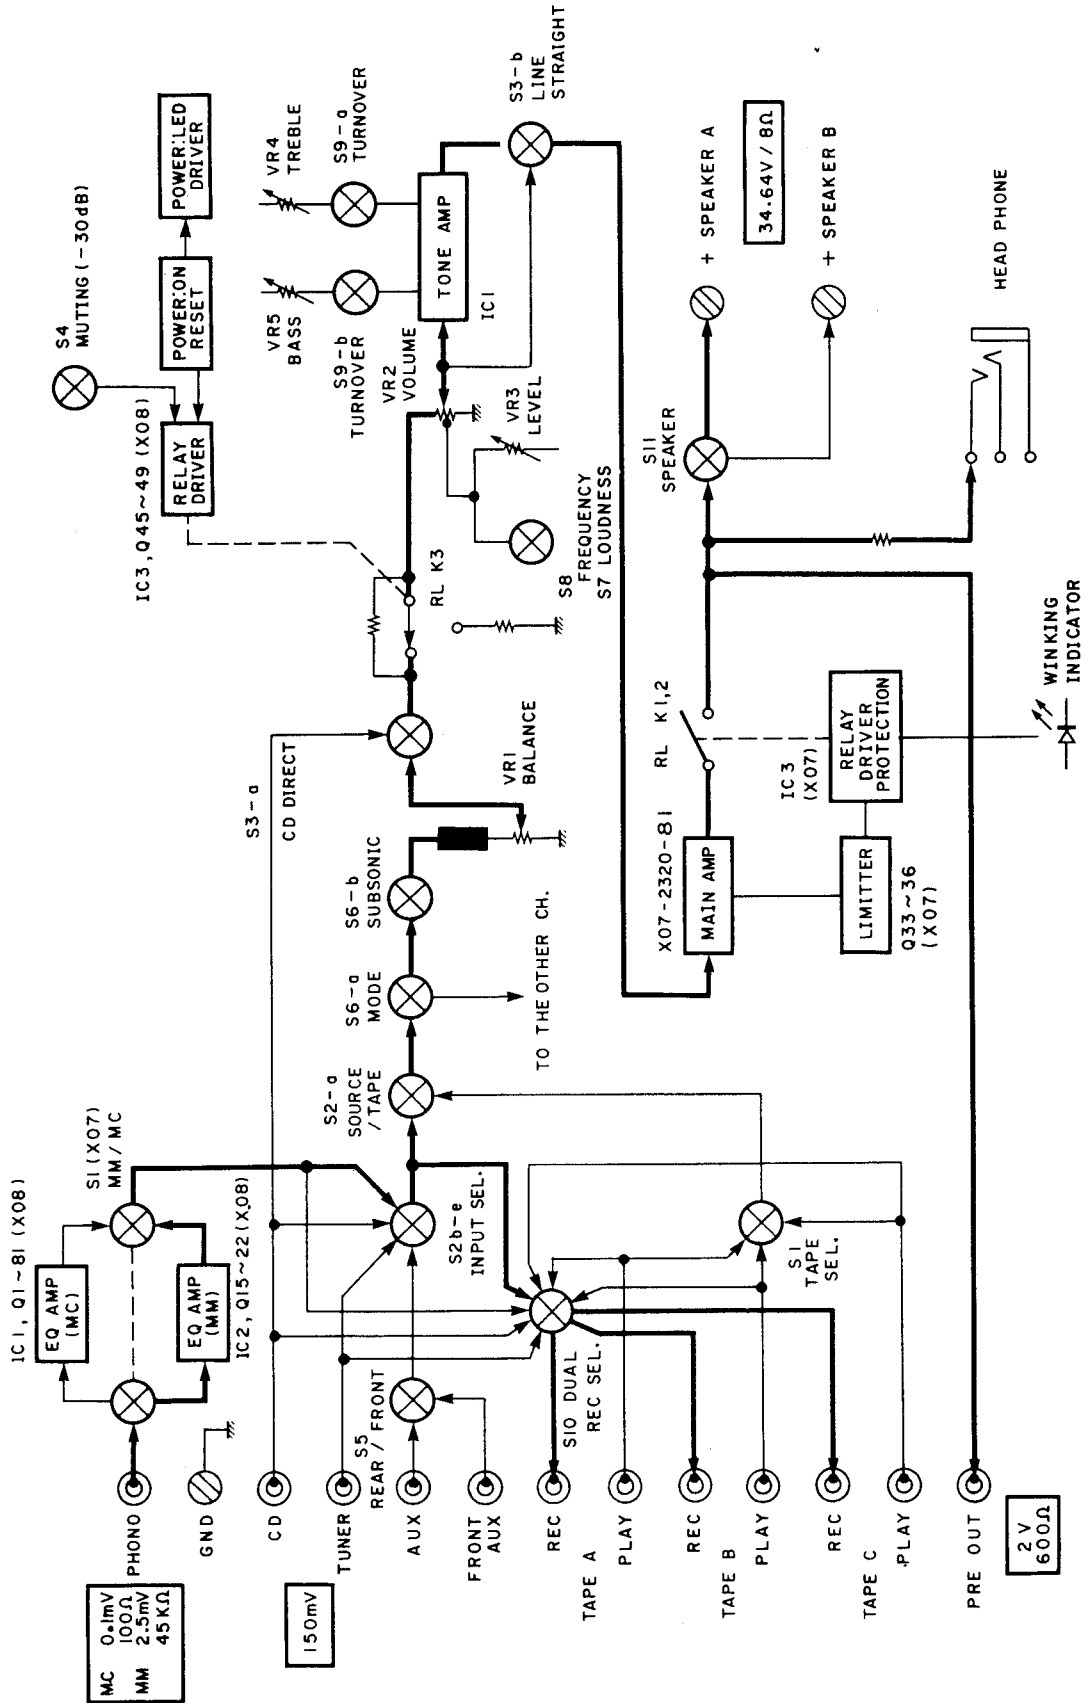 MC 0.1mV
100Ω
MM 2.5mV
45KΩ
PHONO
GND
CD
150mV
TUNER
AUX
FRONT
AUX
REC
TAPE A
PLAY
REC
TAPE B
PLAY
REC
TAPE C
PLAY
PRE OUT
2V
600Ω
IC1, Q1~81 (X08)
EQ AMP
(MC)
S1 (X07)
MM/MC
EQ AMP
(MM)
IC2, Q15~22 (X08)
S5
REAR/FRONT
S10 DUAL
REC SEL.
S2b-e
INPUT SEL.
S1
TAPE
SEL.
S2-a
SOURCE
/TAPE
S6-a
MODE
TO THE OTHER CH.
S6-b
SUBSONIC
VR1
BALANCE
S3-a
CD DIRECT
RL K3
IC3, Q45~49 (X08)
RELAY
DRIVER
S4
MUTING (-30dB)
POWER:ON
RESET
POWER:LED
DRIVER
VR2
VOLUME
VR3
LEVEL
S8
FREQUENCY
S7 LOUDNESS
VR5
BASS
S9-b
TURNOVER
VR4
TREBLE
S9-a
TURNOVER
TONE AMP
IC1
S3-b
LINE
STRAIGHT
X07-2320-81
MAIN AMP
LIMITTER
Q33~36
(X07)
RL K1,2
IC3
(X07)
RELAY
DRIVER
PROTECTION
WINKING
INDICATOR
S11
SPEAKER
+ SPEAKER A
34.64V/8Ω
+ SPEAKER B
HEAD PHONE